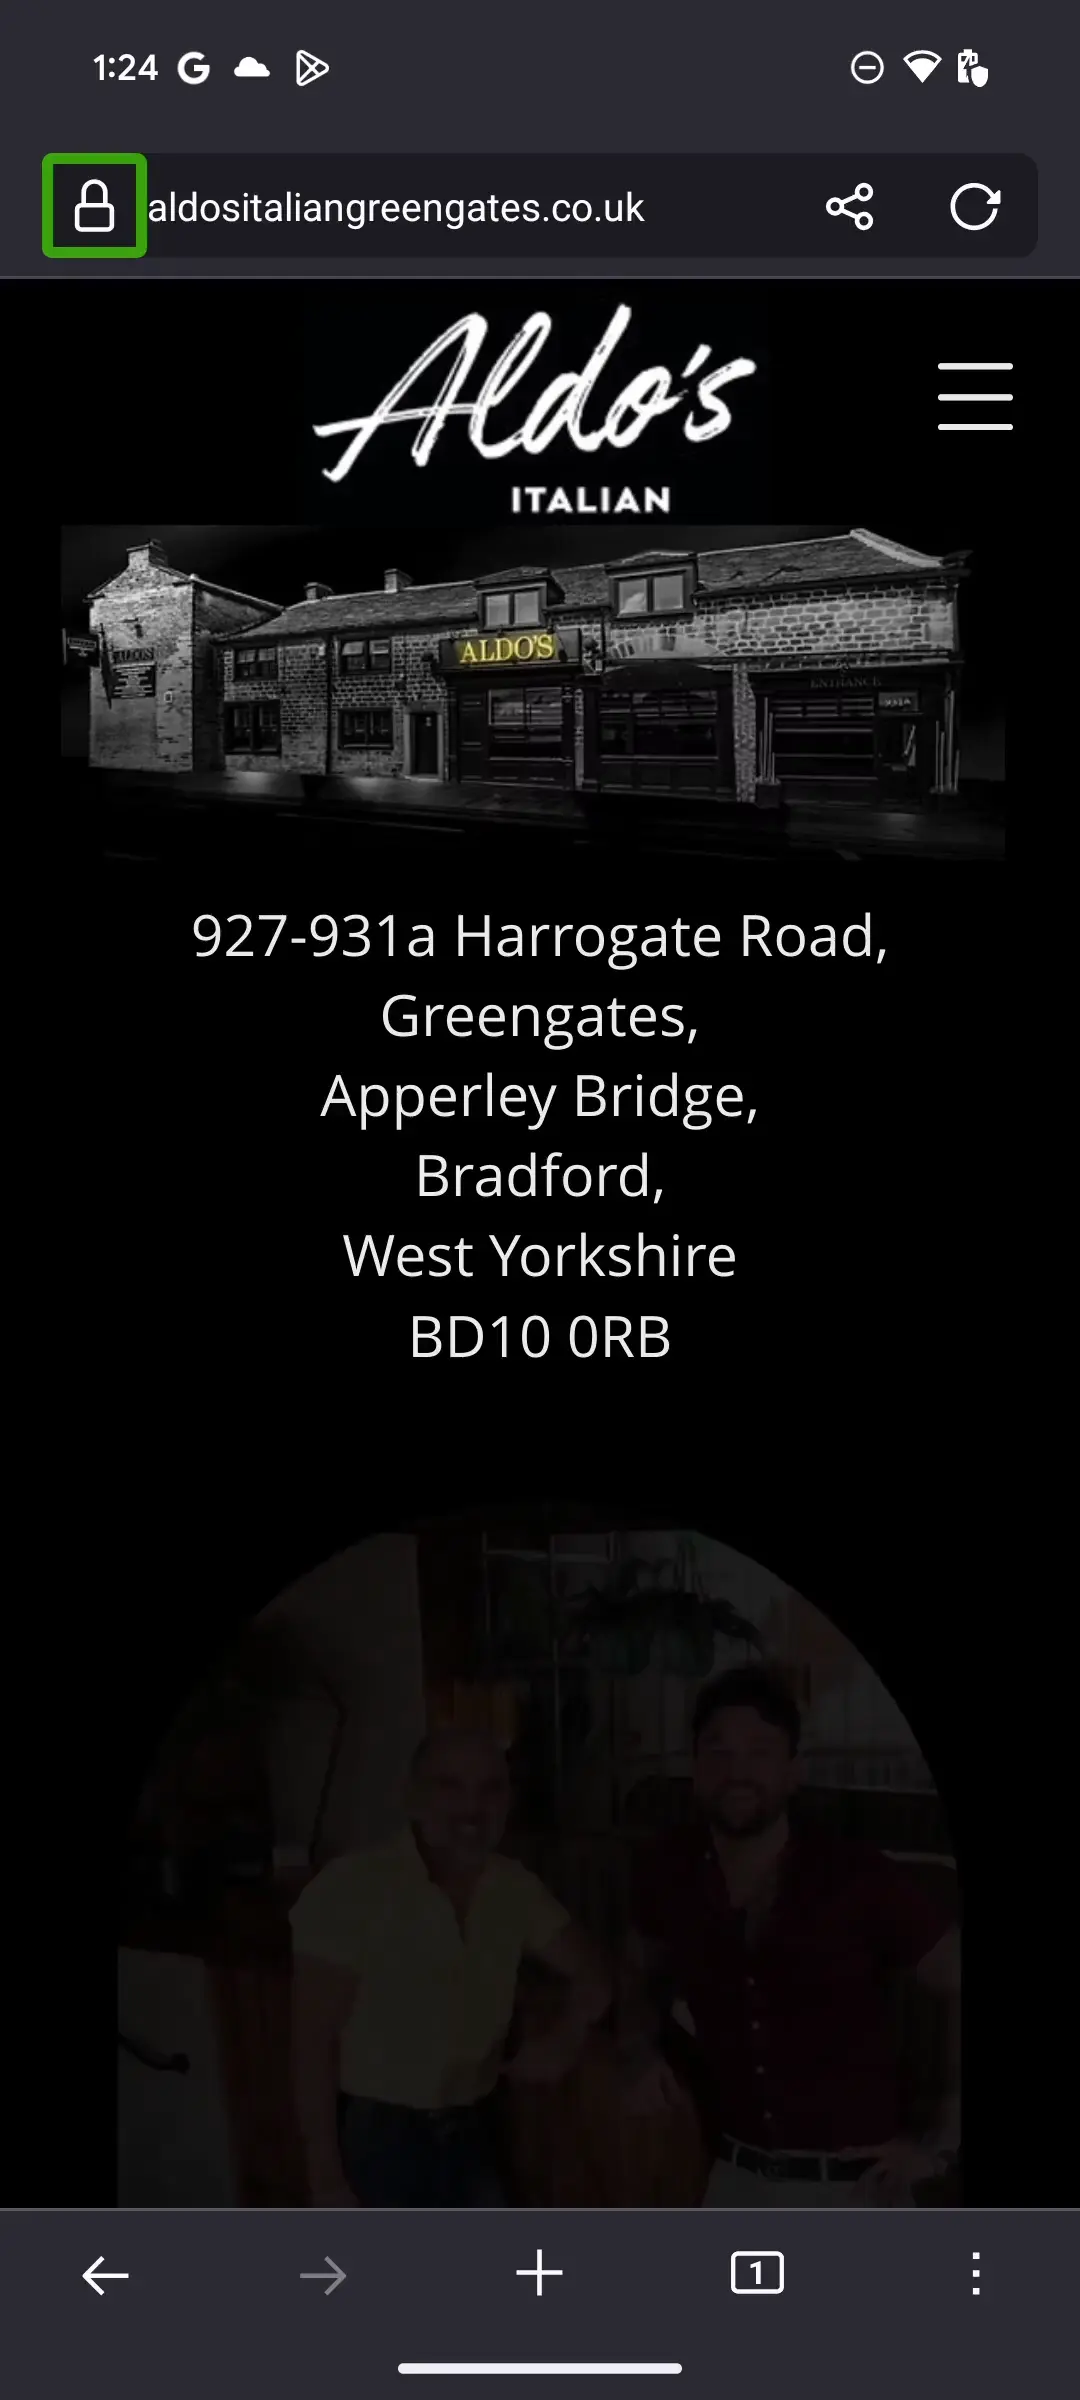 1:24
aldositaliangreengates.co.uk
Aldo's
ITALIAN
ALDO'S
ALDO'S
ENTRANCE
927-931a Harrogate Road,
Greengates,
Apperley Bridge,
Bradford,
West Yorkshire
BD10 0RB
1